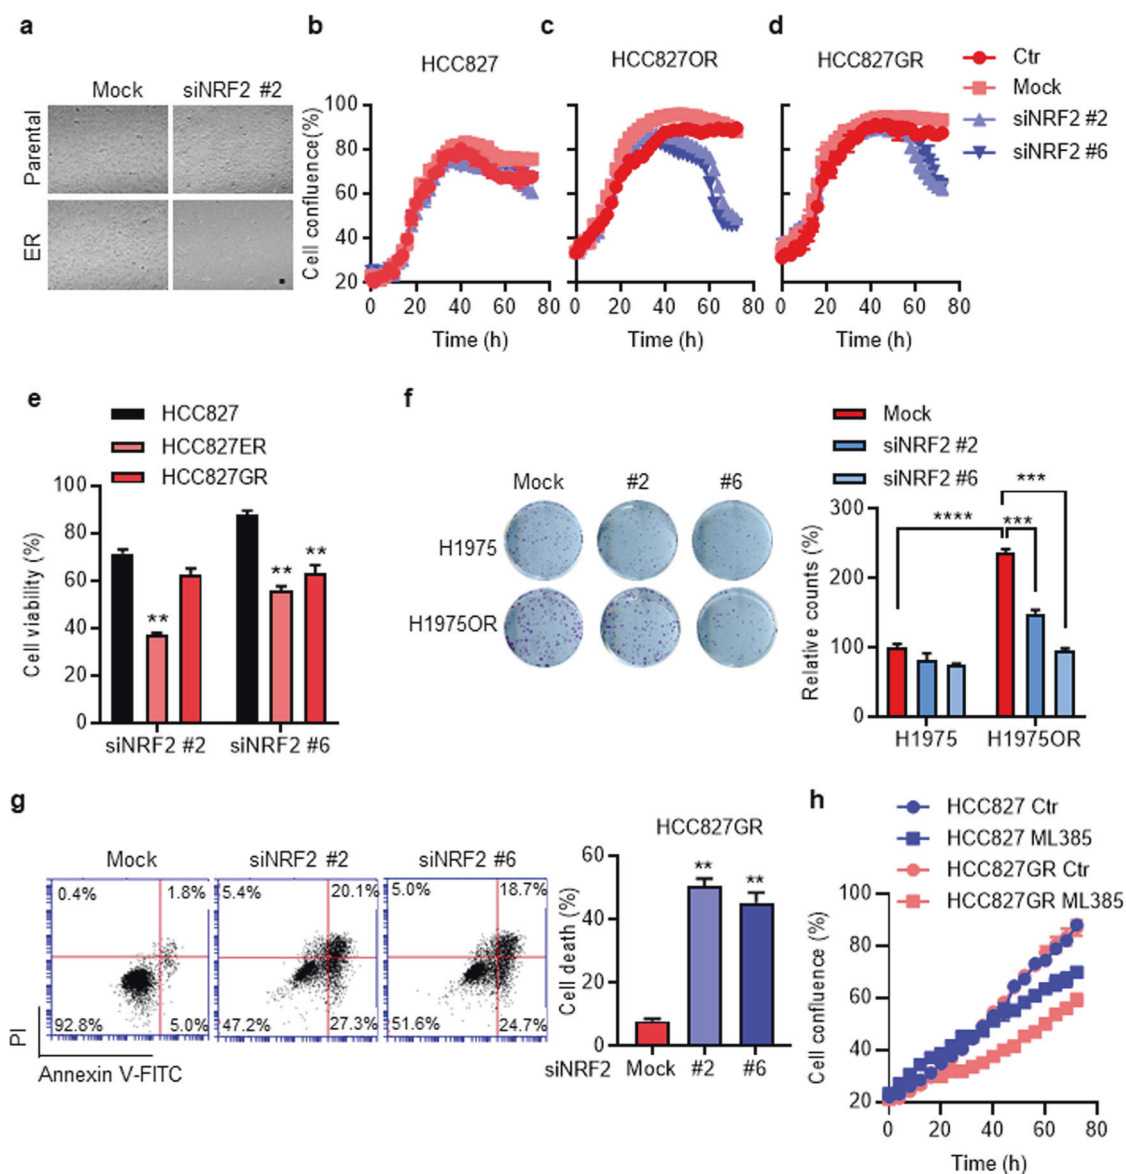 a
Mock siNRF2 #2
Parental
ER
b
HCC827
Cell confluence(%)
100
80
60
40
20
0 20 40 60 80
Time (h)
c
HCC827OR
0 20 40 60 80
Time (h)
d
HCC827GR
0 20 40 60 80
Time (h)
Ctr
Mock
siNRF2 #2
siNRF2 #6
e
HCC827
HCC827ER
HCC827GR
Cell viability (%)
100
80
60
40
20
0
**
** **
siNRF2 #2 siNRF2 #6
f
Mock #2 #6
H1975
H1975OR
Mock
siNRF2 #2
siNRF2 #6
Relative counts (%)
300
200
100
0
***
**** ***
H1975 H1975OR
g
Mock siNRF2 #2 siNRF2 #6
0.4% 1.8% 5.4% 20.1% 5.0% 18.7%
92.8% 5.0% 47.2% 27.3% 51.6% 24.7%
PI
Annexin V-FITC
HCC827GR
Cell death (%)
60
40
20
0
** **
siNRF2 Mock #2 #6
h
HCC827 Ctr
HCC827 ML385
HCC827GR Ctr
HCC827GR ML385
Cell confluence (%)
100
80
60
40
20
0 20 40 60 80
Time (h)